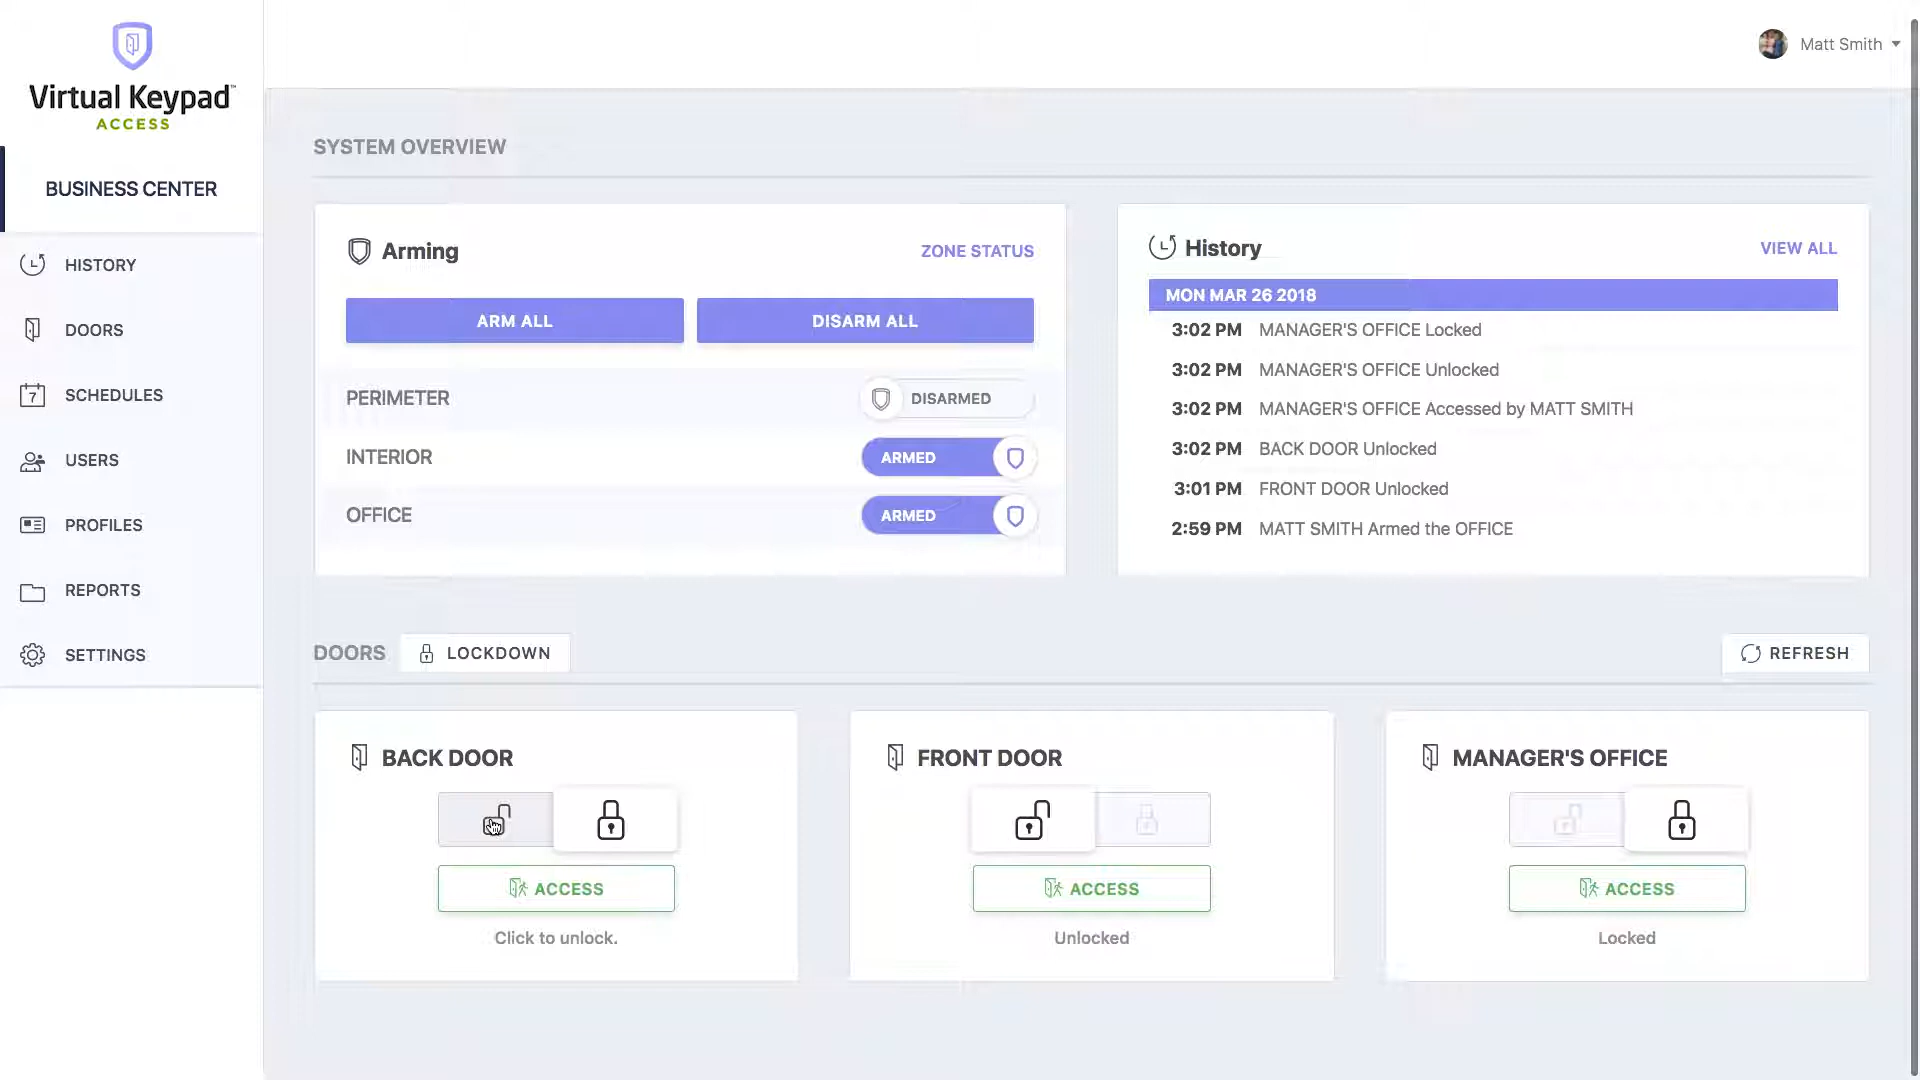 Virtual Keypad™
ACCESS
Matt Smith
BUSINESS CENTER
HISTORY
DOORS
SCHEDULES
USERS
PROFILES
REPORTS
SETTINGS
SYSTEM OVERVIEW
Arming
ZONE STATUS
ARM ALL
DISARM ALL
PERIMETER
DISARMED
INTERIOR
ARMED
OFFICE
ARMED
History
VIEW ALL
MON MAR 26 2018
3:02 PM MANAGER'S OFFICE Locked
3:02 PM MANAGER'S OFFICE Unlocked
3:02 PM MANAGER'S OFFICE Accessed by MATT SMITH
3:02 PM BACK DOOR Unlocked
3:01 PM FRONT DOOR Unlocked
2:59 PM MATT SMITH Armed the OFFICE
DOORS
LOCKDOWN
REFRESH
BACK DOOR
ACCESS
Click to unlock.
FRONT DOOR
ACCESS
Unlocked
MANAGER'S OFFICE
ACCESS
Locked
7